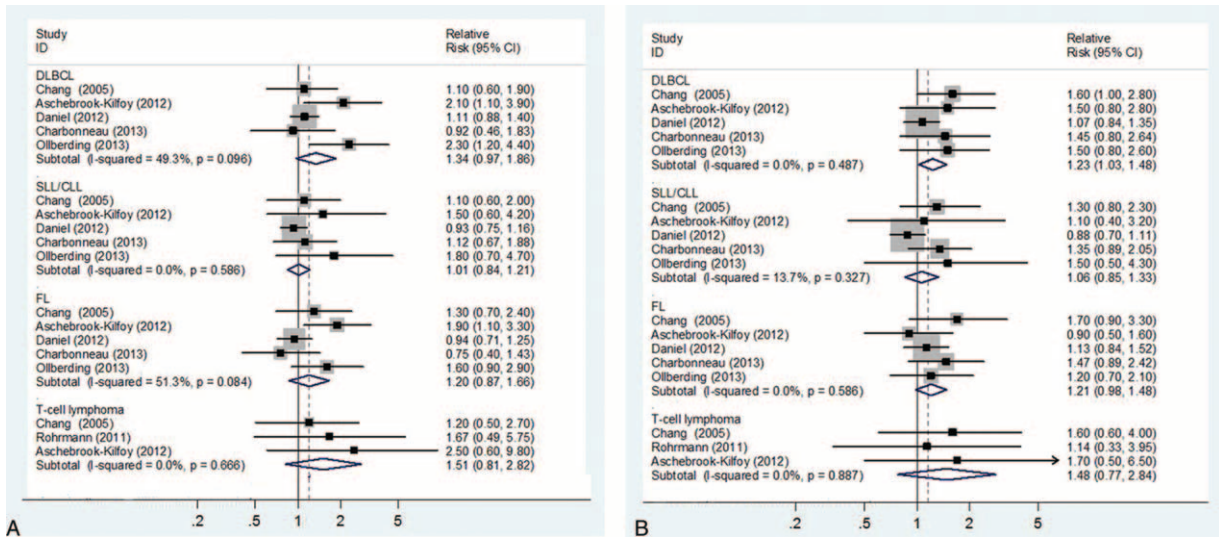 Study Relative
ID Risk (95% CI)
DLBCL
Chang (2005) 1.10 (0.60, 1.90)
Aschebrook-Kilfoy (2012) 2.10 (1.10, 3.90)
Daniel (2012) 1.11 (0.88, 1.40)
Charbonneau (2013) 0.92 (0.46, 1.83)
Ollberding (2013) 2.30 (1.20, 4.40)
Subtotal (I-squared = 49.3%, p = 0.096) 1.34 (0.97, 1.86)
SLL/CLL
Chang (2005) 1.10 (0.60, 2.00)
Aschebrook-Kilfoy (2012) 1.50 (0.60, 4.20)
Daniel (2012) 0.93 (0.75, 1.16)
Charbonneau (2013) 1.12 (0.67, 1.88)
Ollberding (2013) 1.80 (0.70, 4.70)
Subtotal (I-squared = 0.0%, p = 0.586) 1.01 (0.84, 1.21)
FL
Chang (2005) 1.30 (0.70, 2.40)
Aschebrook-Kilfoy (2012) 1.90 (1.10, 3.30)
Daniel (2012) 0.94 (0.71, 1.25)
Charbonneau (2013) 0.75 (0.40, 1.43)
Ollberding (2013) 1.60 (0.90, 2.90)
Subtotal (I-squared = 51.3%, p = 0.084) 1.20 (0.87, 1.66)
T-cell lymphoma
Chang (2005) 1.20 (0.50, 2.70)
Rohrmann (2011) 1.67 (0.49, 5.75)
Aschebrook-Kilfoy (2012) 2.50 (0.60, 9.80)
Subtotal (I-squared = 0.0%, p = 0.666) 1.51 (0.81, 2.82)
.2 .5 1 2 5
A
Study Relative
ID Risk (95% CI)
DLBCL
Chang (2005) 1.60 (1.00, 2.80)
Aschebrook-Kilfoy (2012) 1.50 (0.80, 2.80)
Daniel (2012) 1.07 (0.84, 1.35)
Charbonneau (2013) 1.45 (0.80, 2.64)
Ollberding (2013) 1.50 (0.80, 2.60)
Subtotal (I-squared = 0.0%, p = 0.487) 1.23 (1.03, 1.48)
SLL/CLL
Chang (2005) 1.30 (0.80, 2.30)
Aschebrook-Kilfoy (2012) 1.10 (0.40, 3.20)
Daniel (2012) 0.88 (0.70, 1.11)
Charbonneau (2013) 1.35 (0.89, 2.05)
Ollberding (2013) 1.50 (0.50, 4.30)
Subtotal (I-squared = 13.7%, p = 0.327) 1.06 (0.85, 1.33)
FL
Chang (2005) 1.70 (0.90, 3.30)
Aschebrook-Kilfoy (2012) 0.90 (0.50, 1.60)
Daniel (2012) 1.13 (0.84, 1.52)
Charbonneau (2013) 1.47 (0.89, 2.42)
Ollberding (2013) 1.20 (0.70, 2.10)
Subtotal (I-squared = 0.0%, p = 0.586) 1.21 (0.98, 1.48)
T-cell lymphoma
Chang (2005) 1.60 (0.60, 4.00)
Rohrmann (2011) 1.14 (0.33, 3.95)
Aschebrook-Kilfoy (2012) 1.70 (0.50, 6.50)
Subtotal (I-squared = 0.0%, p = 0.887) 1.48 (0.77, 2.84)
.2 .5 1 2 5
B